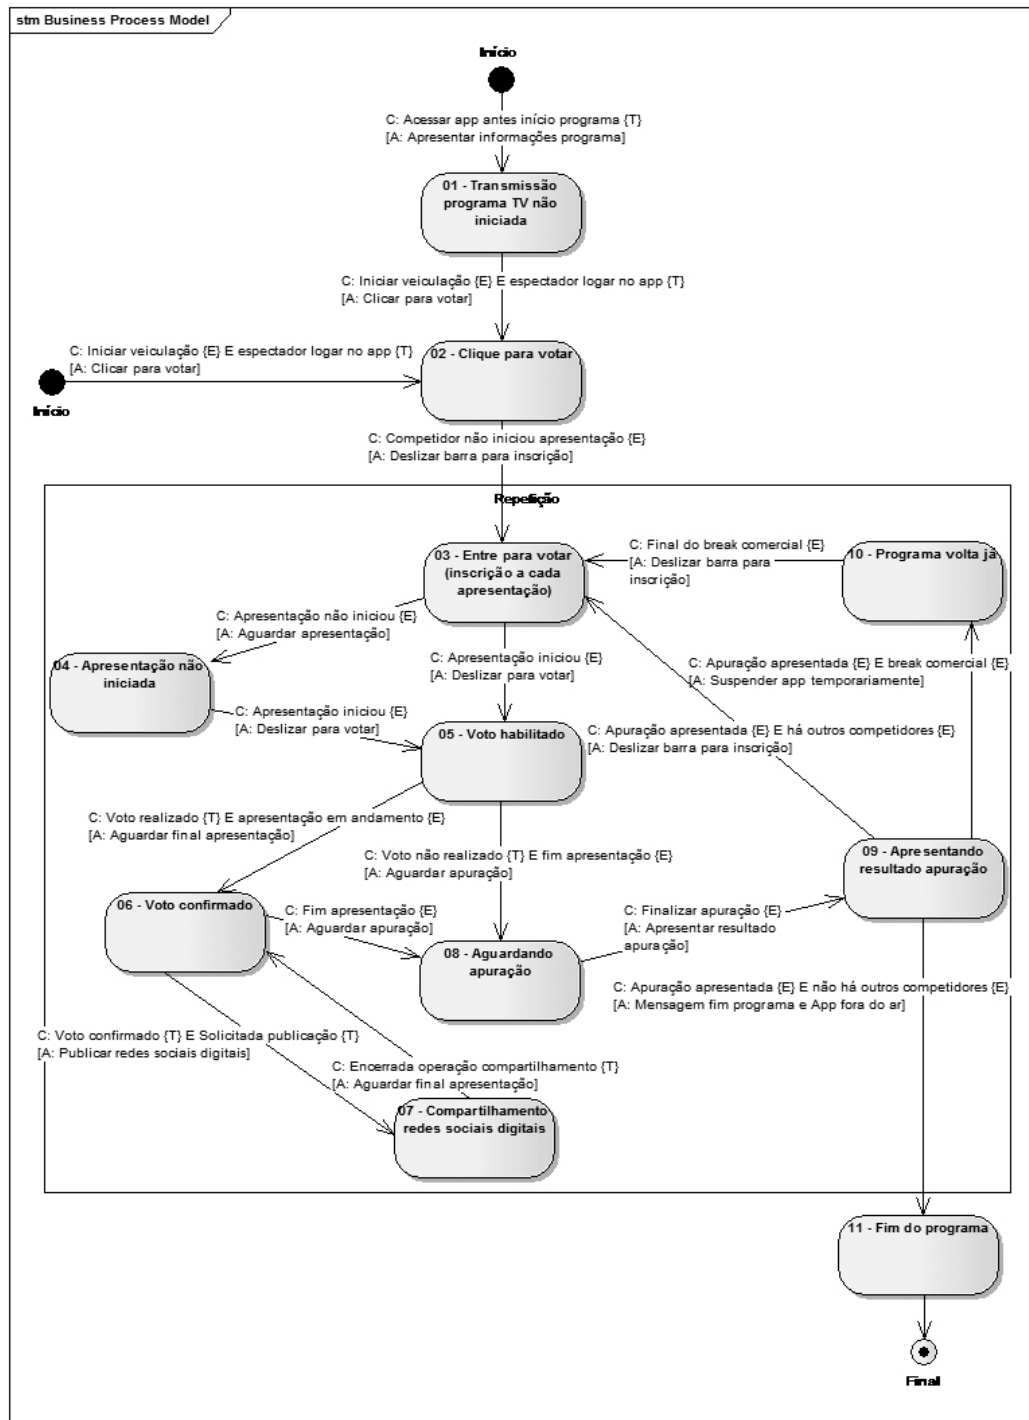 stm Business Process Model
Início
C: Acessar app antes início programa {T}
[A: Apresentar informações programa]
01 - Transmissão
programa TV não
iniciada
C: Iniciar veiculação {E} E espectador logar no app {T}
[A: Clicar para votar]
C: Iniciar veiculação {E} E espectador logar no app {T}
[A: Clicar para votar]
Início
02 - Clique para votar
C: Competidor não iniciou apresentação {E}
[A: Deslizar barra para inscrição]
Repetição
03 - Entre para votar
(inscrição a cada
apresentação)
C: Final do break comercial {E}
[A: Deslizar barra para
inscrição]
10 - Programa volta já
C: Apresentação não iniciou {E}
[A: Aguardar apresentação]
04 - Apresentação não
iniciada
C: Apresentação iniciou {E}
[A: Deslizar para votar]
C: Apuração apresentada {E} E break comercial {E}
[A: Suspender app temporariamente]
C: Apresentação iniciou {E}
[A: Deslizar para votar]
05 - Voto habilitado
C: Apuração apresentada {E} E há outros competidores {E}
[A: Deslizar barra para inscrição]
C: Voto realizado {T} E apresentação em andamento {E}
[A: Aguardar final apresentação]
C: Voto não realizado {T} E fim apresentação {E}
[A: Aguardar apuração]
09 - Apresentando
resultado apuração
06 - Voto confirmado
C: Fim apresentação {E}
[A: Aguardar apuração]
08 - Aguardando
apuração
C: Finalizar apuração {E}
[A: Apresentar resultado
apuração]
C: Apuração apresentada {E} E não há outros competidores {E}
[A: Mensagem fim programa e App fora do ar]
C: Voto confirmado {T} E Solicitada publicação {T}
[A: Publicar redes sociais digitais]
C: Encerrada operação compartilhamento {T}
[A: Aguardar final apresentação]
07 - Compartilhamento
redes sociais digitais
11 - Fim do programa
Final